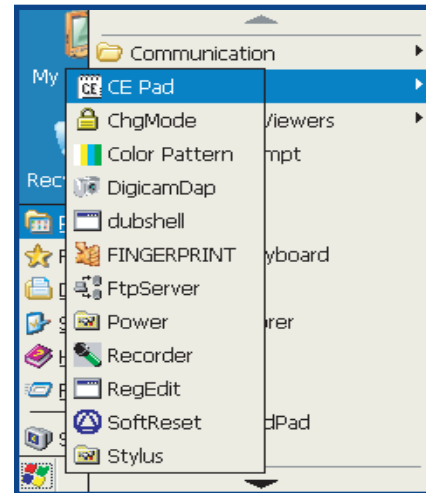 Communication
My
CE Pad
ChgMode
Viewers
Color Pattern
mpt
Rec
DigicamDap
dubshell
FINGERPRINT
yboard
FtpServer
Power
rer
Recorder
RegEdit
SoftReset
dPad
Stylus